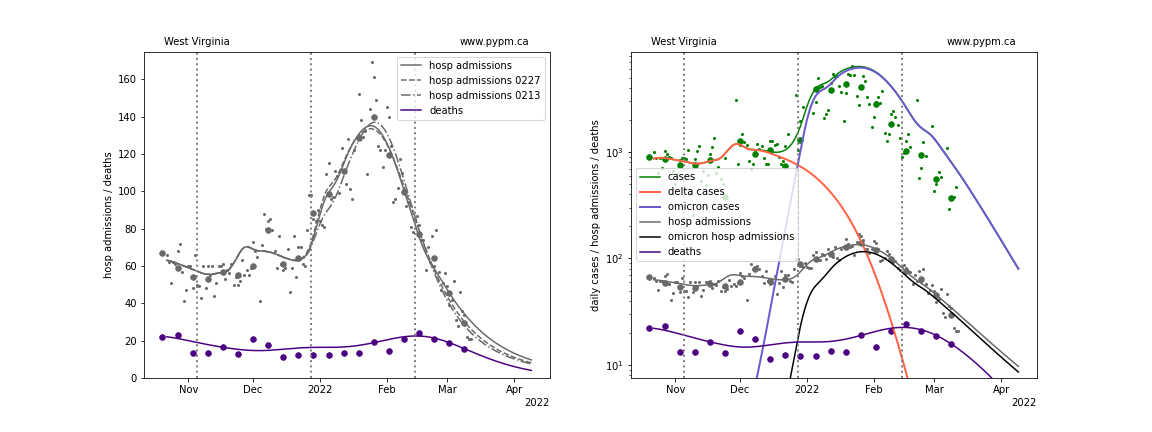 West Virginia
www.pypm.ca
hosp admissions
hosp admissions 0227
hosp admissions 0213
deaths
hosp admissions / deaths
160
140
120
100
80
60
40
20
0
Nov
Dec
2022
Feb
Mar
Apr
2022
West Virginia
www.pypm.ca
cases
delta cases
omicron cases
hosp admissions
omicron hosp admissions
deaths
daily cases / hosp admissions / deaths
10³
10²
10¹
Nov
Dec
2022
Feb
Mar
Apr
2022